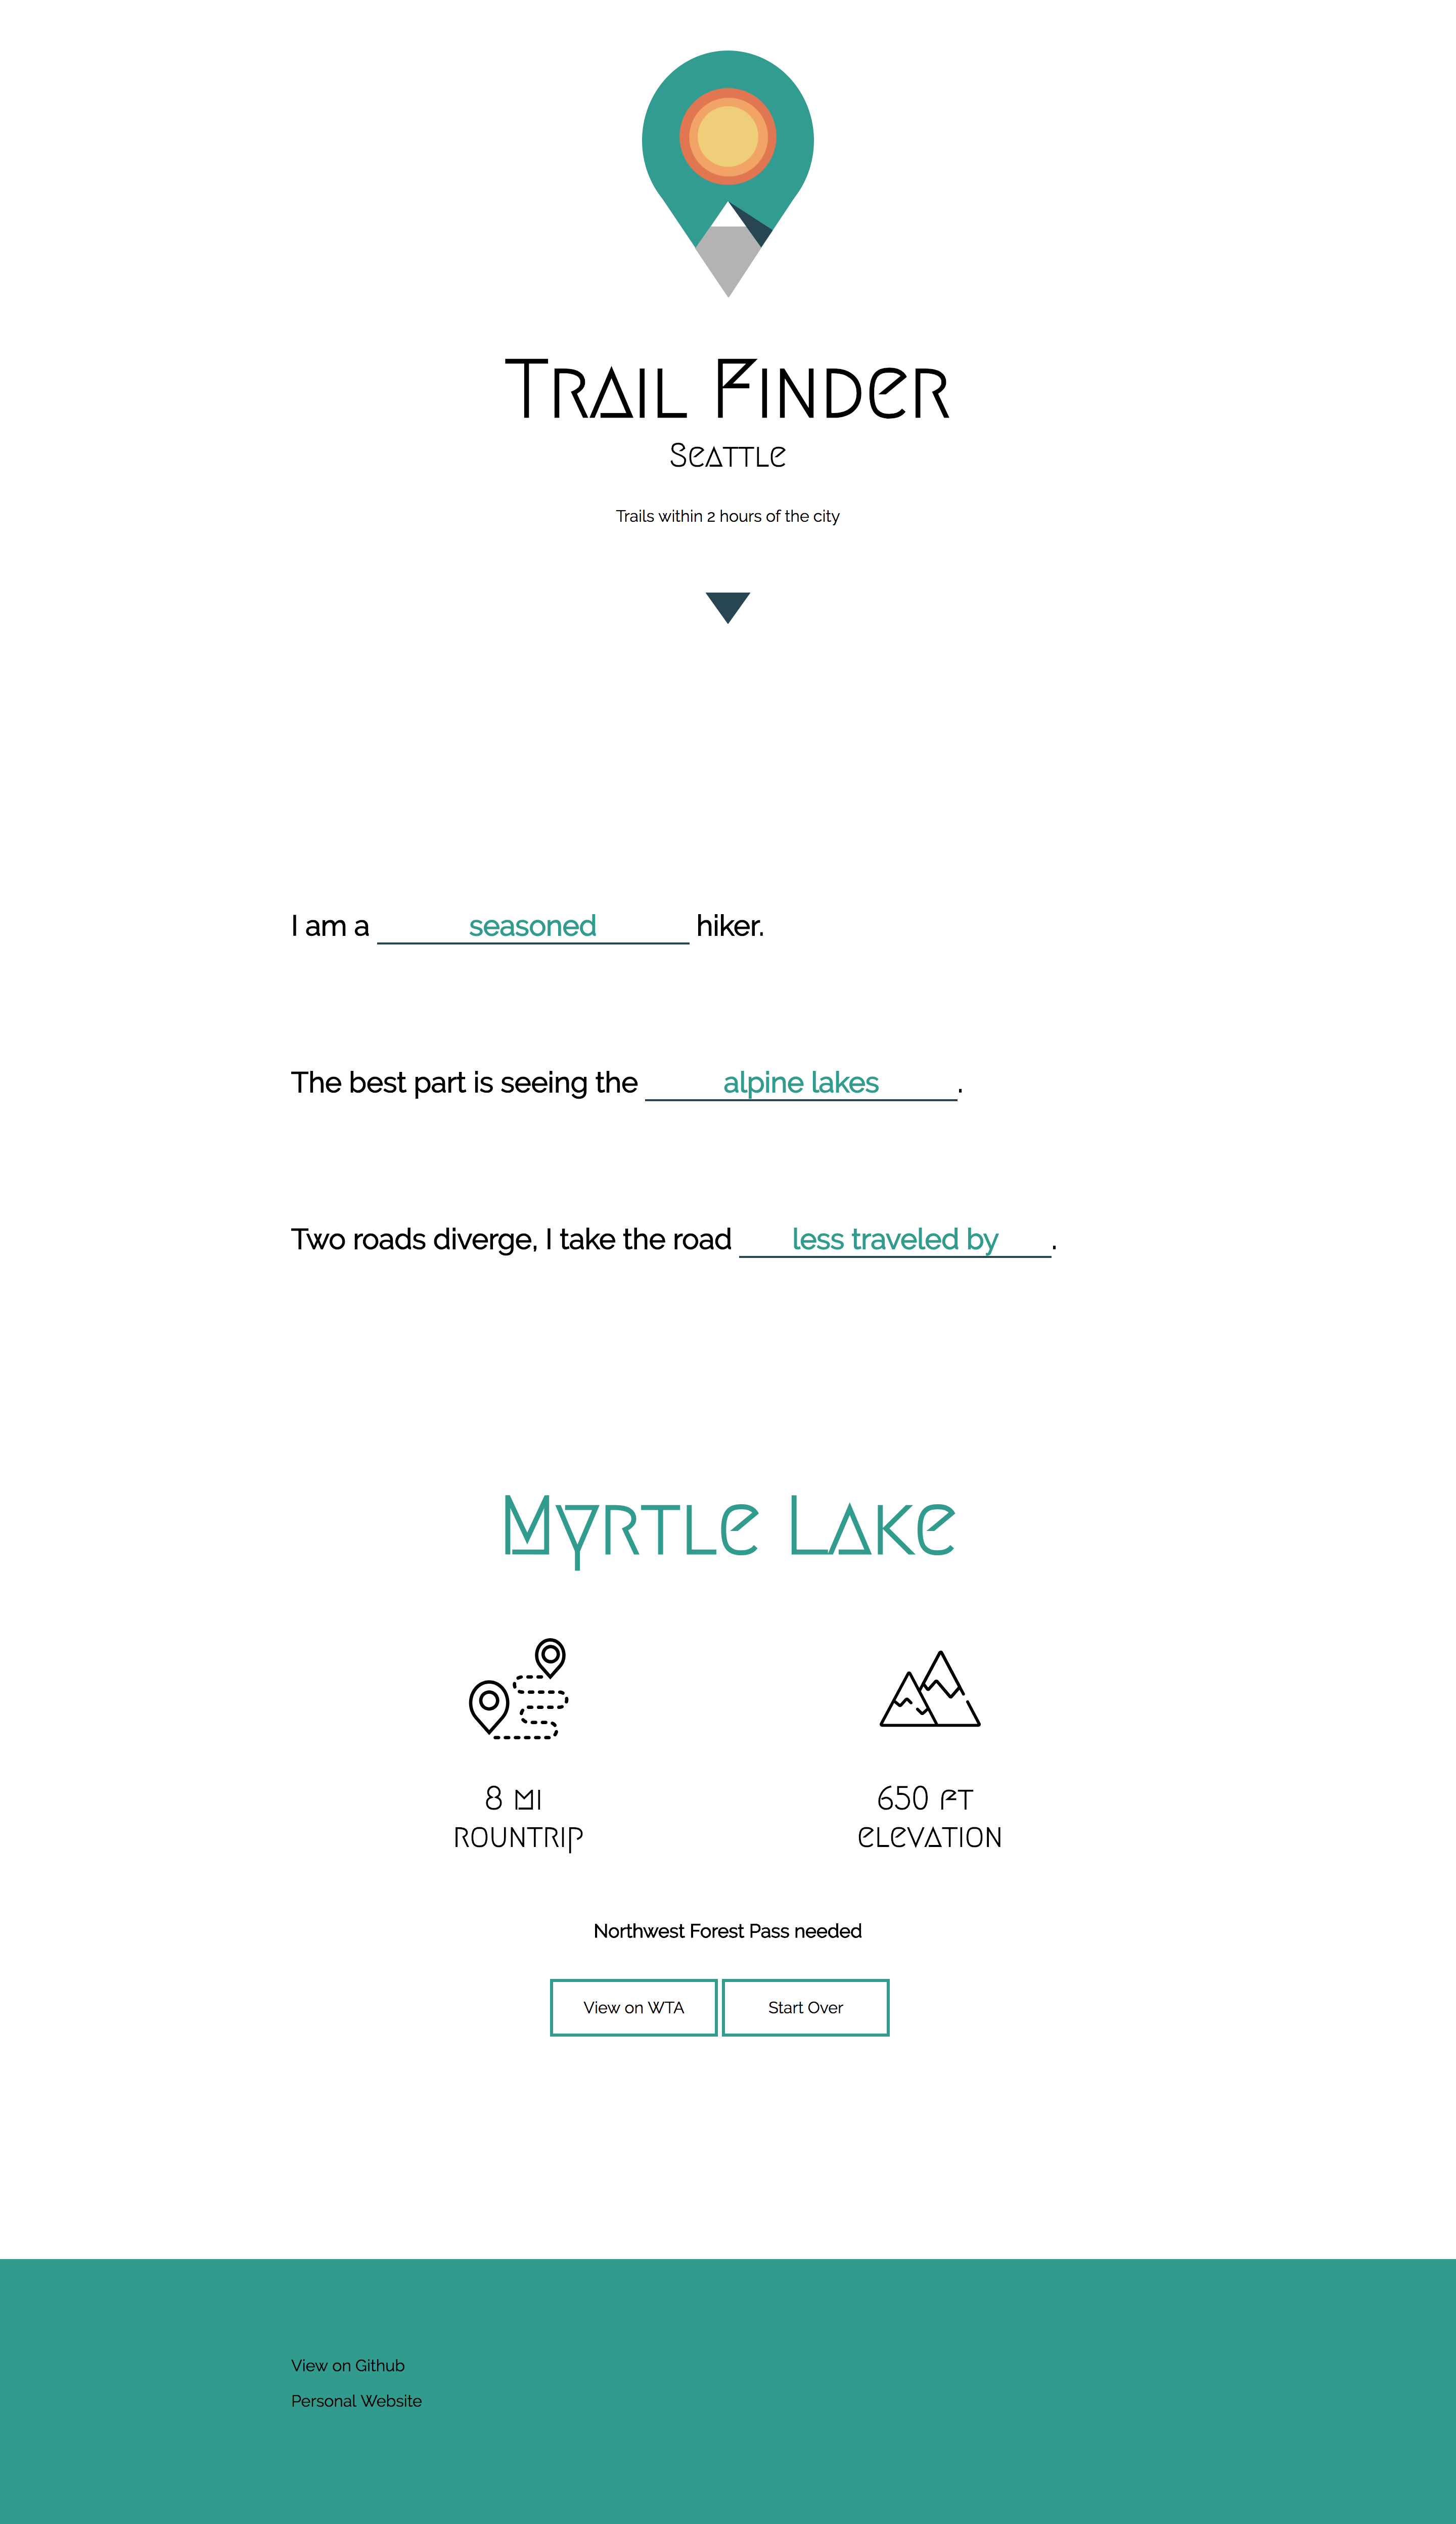 Trail Finder
Seattle
Trails within 2 hours of the city
I am a seasoned hiker.
The best part is seeing the alpine lakes.
Two roads diverge, I take the road less traveled by.
Myrtle Lake
8 mi
rountrip
650 ft
elevation
Northwest Forest Pass needed
View on WTA
Start Over
View on Github
Personal Website